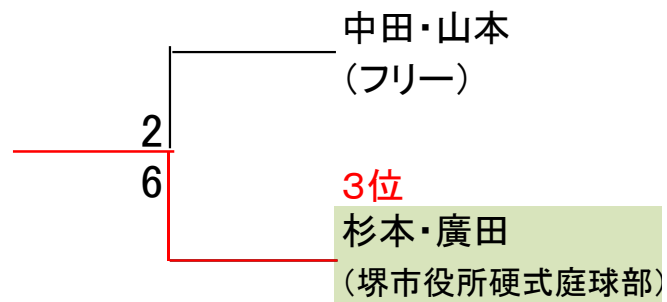 中田・山本
(フリー)
2
6
3位
杉本・廣田
(堺市役所硬式庭球部)